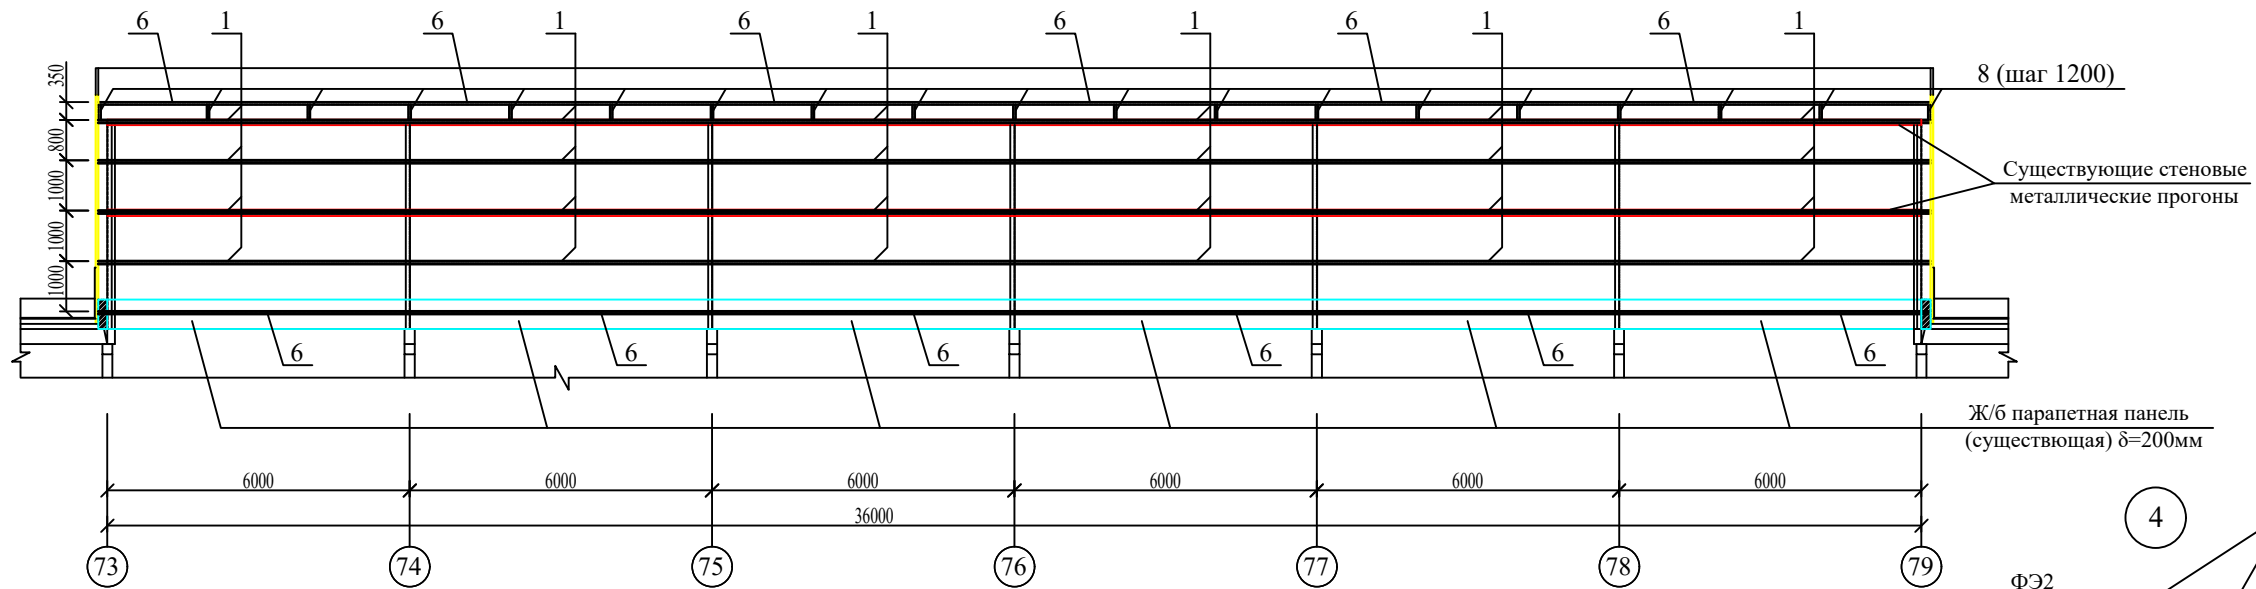 6 1 6 1 6 1 6 1 6 1 6 1
8 (шаг 1200)
350
800
1000
1000
1000
Существующие стеновые
металлические прогоны
6 6 6 6 6 6
Ж/б парапетная панель
(существющая) δ=200мм
6000 6000 6000 6000 6000 6000
36000
4
73 74 75 76 77 78 79
ФЭ2